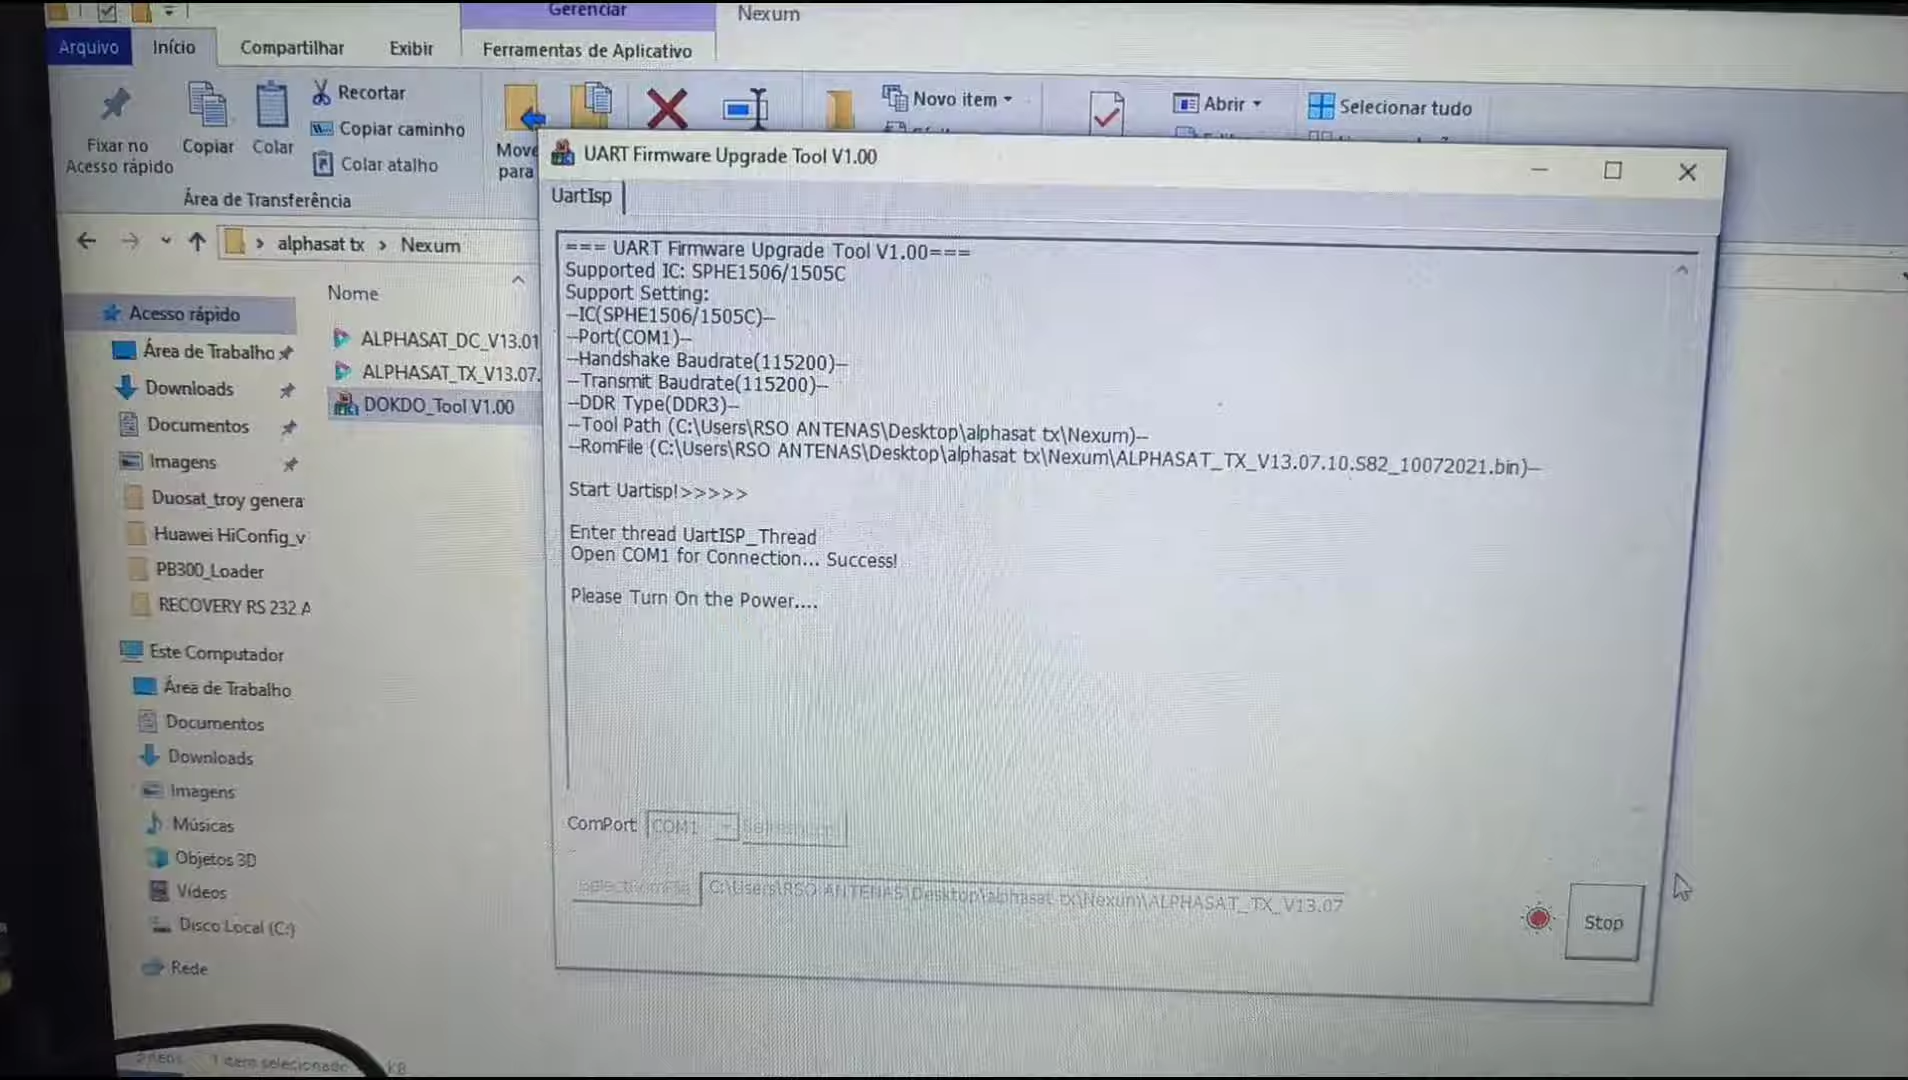 Gerenciar
Nexum
Arquivo
Início
Compartilhar
Exibir
Ferramentas de Aplicativo
Fixar no
Acesso rápido
Copiar
Colar
Recortar
Copiar caminho
Colar atalho
Área de Transferência
Move
para
Novo item
Abrir
Selecionar tudo
alphasat tx > Nexum
Nome
ALPHASAT_DC_V13.01
ALPHASAT_TX_V13.07.
DOKDO_Tool V1.00
Acesso rápido
Área de Trabalho
Downloads
Documentos
Imagens
Duosat_troy genera
Huawei HiConfig_v
PB300_Loader
RECOVERY RS 232 A
Este Computador
Área de Trabalho
Documentos
Downloads
Imagens
Músicas
Objetos 3D
Vídeos
Disco Local (C:)
Rede
1 item selecionado
KB
UART Firmware Upgrade Tool V1.00
UartIsp
=== UART Firmware Upgrade Tool V1.00===
Supported IC: SPHE1506/1505C
Support Setting:
--IC(SPHE1506/1505C)--
--Port(COM1)--
--Handshake Baudrate(115200)--
--Transmit Baudrate(115200)--
--DDR Type(DDR3)--
--Tool Path (C:\Users\RSO ANTENAS\Desktop\alphasat tx\Nexum)--
--RomFile (C:\Users\RSO ANTENAS\Desktop\alphasat tx\Nexum\ALPHASAT_TX_V13.07.10.S82_10072021.bin)--
Start Uartisp!>>>>>
Enter thread UartISP_Thread
Open COM1 for Connection... Success!
Please Turn On the Power....
ComPort
COM1
C:\Users\RSO ANTENAS\Desktop\alphasat tx\Nexum\ALPHASAT_TX_V13.07
Stop